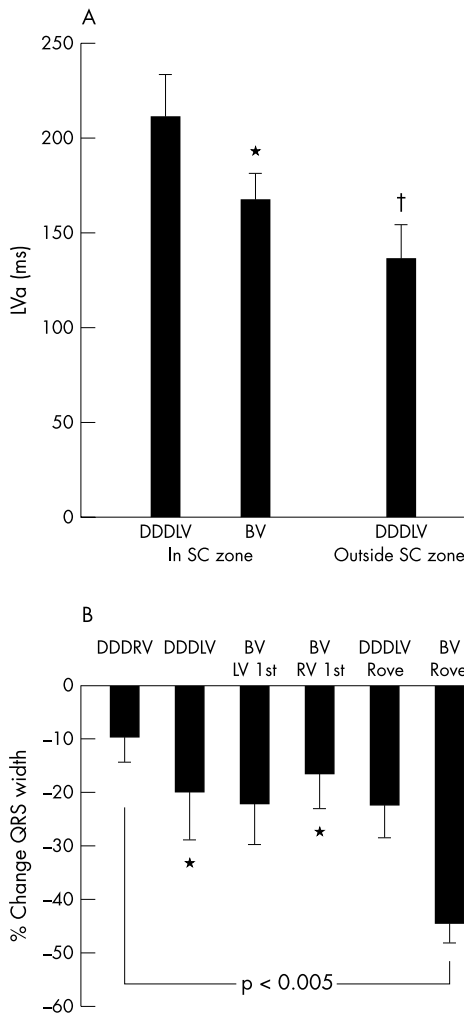 A
250
200
150
100
50
0
LVa (ms)
★
†
DDDLV BV DDDLV
In SC zone Outside SC zone
B
DDDRV DDDLV BV BV DDDLV BV
LV 1st RV 1st Rove Rove
0
–10
–20
–30
–40
–50
–60
% Change QRS width
★ ★
p < 0.005